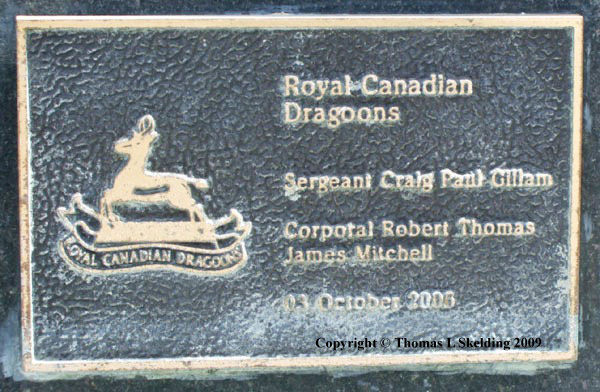 Royal Canadian
Dragoons
Sergeant Craig Paul Gillam
Corporal Robert Thomas
James Mitchell
03 October 2006
ROYAL CANADIAN DRAGOONS
Copyright © Thomas L Skelding 2009